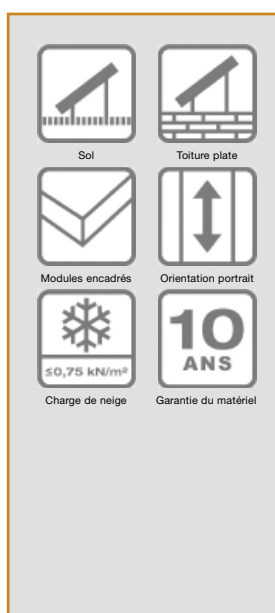 Sol
Toiture plate
Modules encadrés
Orientation portrait
≤0,75 kN/m²
Charge de neige
10
ANS
Garantie du matériel